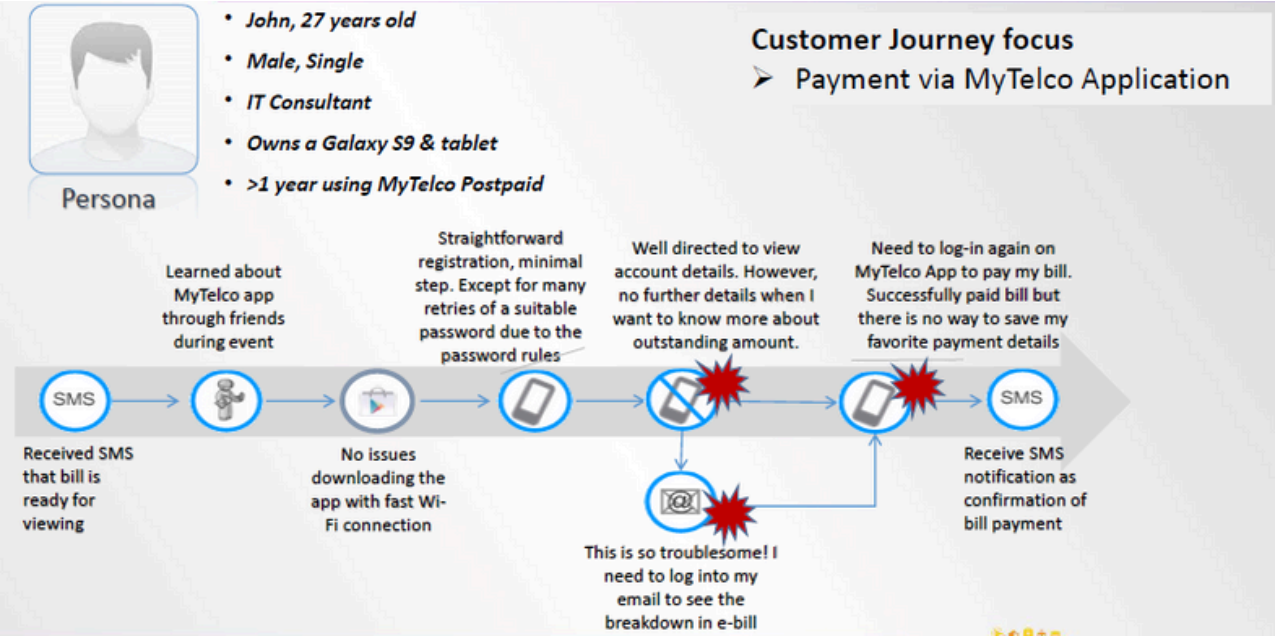 • John, 27 years old
• Male, Single
• IT Consultant
• Owns a Galaxy S9 & tablet
• >1 year using MyTelco Postpaid
Persona
Customer Journey focus
➢ Payment via MyTelco Application
Learned about
MyTelco app
through friends
during event
Straightforward
registration, minimal
step. Except for many
retries of a suitable
password due to the
password rules
Well directed to view
account details. However,
no further details when I
want to know more about
outstanding amount.
Need to log-in again on
MyTelco App to pay my bill.
Successfully paid bill but
there is no way to save my
favorite payment details
SMS
@
SMS
Received SMS
that bill is
ready for
viewing
No issues
downloading the
app with fast Wi-
Fi connection
This is so troublesome! I
need to log into my
email to see the
breakdown in e-bill
Receive SMS
notification as
confirmation of
bill payment